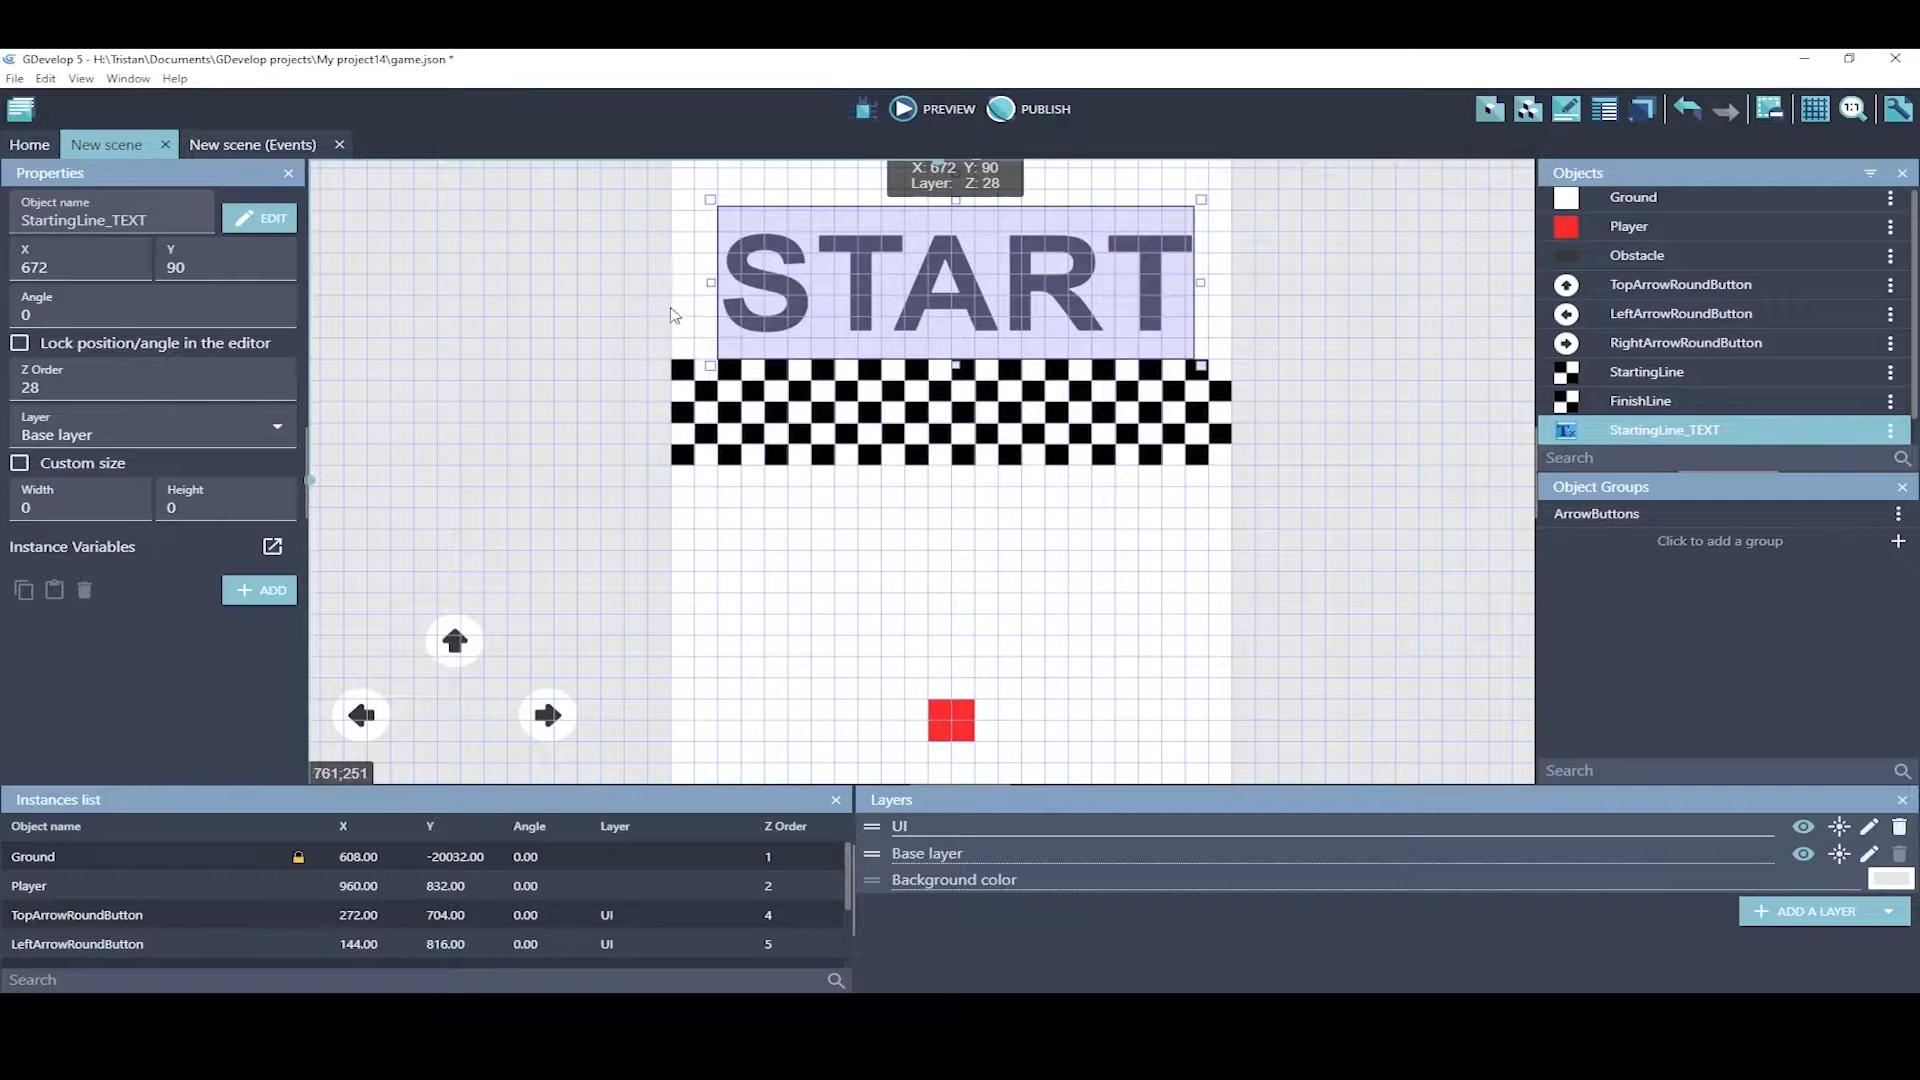 GDevelop 5 - H:\Tristan\Documents\GDevelop projects\My project14\game.json *
File Edit View Window Help
PREVIEW PUBLISH
1:1
Home New scene New scene (Events)
Properties
Object name
StartingLine_TEXT
EDIT
X
672
Y
90
Angle
0
Lock position/angle in the editor
Z Order
28
Layer
Base layer
Custom size
Width
0
Height
0
Instance Variables
ADD
X: 672 Y: 90
Layer: Z: 28
START
761;251
Objects
Ground
Player
Obstacle
TopArrowRoundButton
LeftArrowRoundButton
RightArrowRoundButton
StartingLine
FinishLine
StartingLine_TEXT
Search
Object Groups
ArrowButtons
Click to add a group
Search
Instances list
Object name X Y Angle Layer Z Order
Ground 608.00 -20032.00 0.00 1
Player 960.00 832.00 0.00 2
TopArrowRoundButton 272.00 704.00 0.00 UI 4
LeftArrowRoundButton 144.00 816.00 0.00 UI 5
Search
Layers
UI
Base layer
Background color
ADD A LAYER